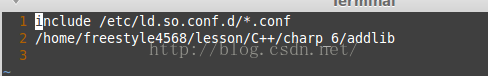 Terminal
1 include /etc/ld.so.conf.d/*.conf
2 /home/freestyle4568/lesson/C++/charp_6/addlib
3
~
http://blog.csdn.net/